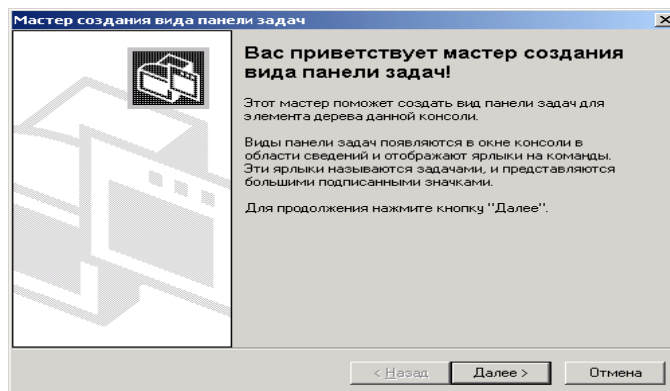 Мастер создания вида панели задач
Вас приветствует мастер создания
вида панели задач!
Этот мастер поможет создать вид панели задач для
элемента дерева данной консоли.
Виды панели задач появляются в окне консоли в
области сведений и отображают ярлыки на команды.
Эти ярлыки называются задачами, и представляются
большими подписанными значками.
Для продолжения нажмите кнопку "Далее".
< Назад
Далее >
Отмена